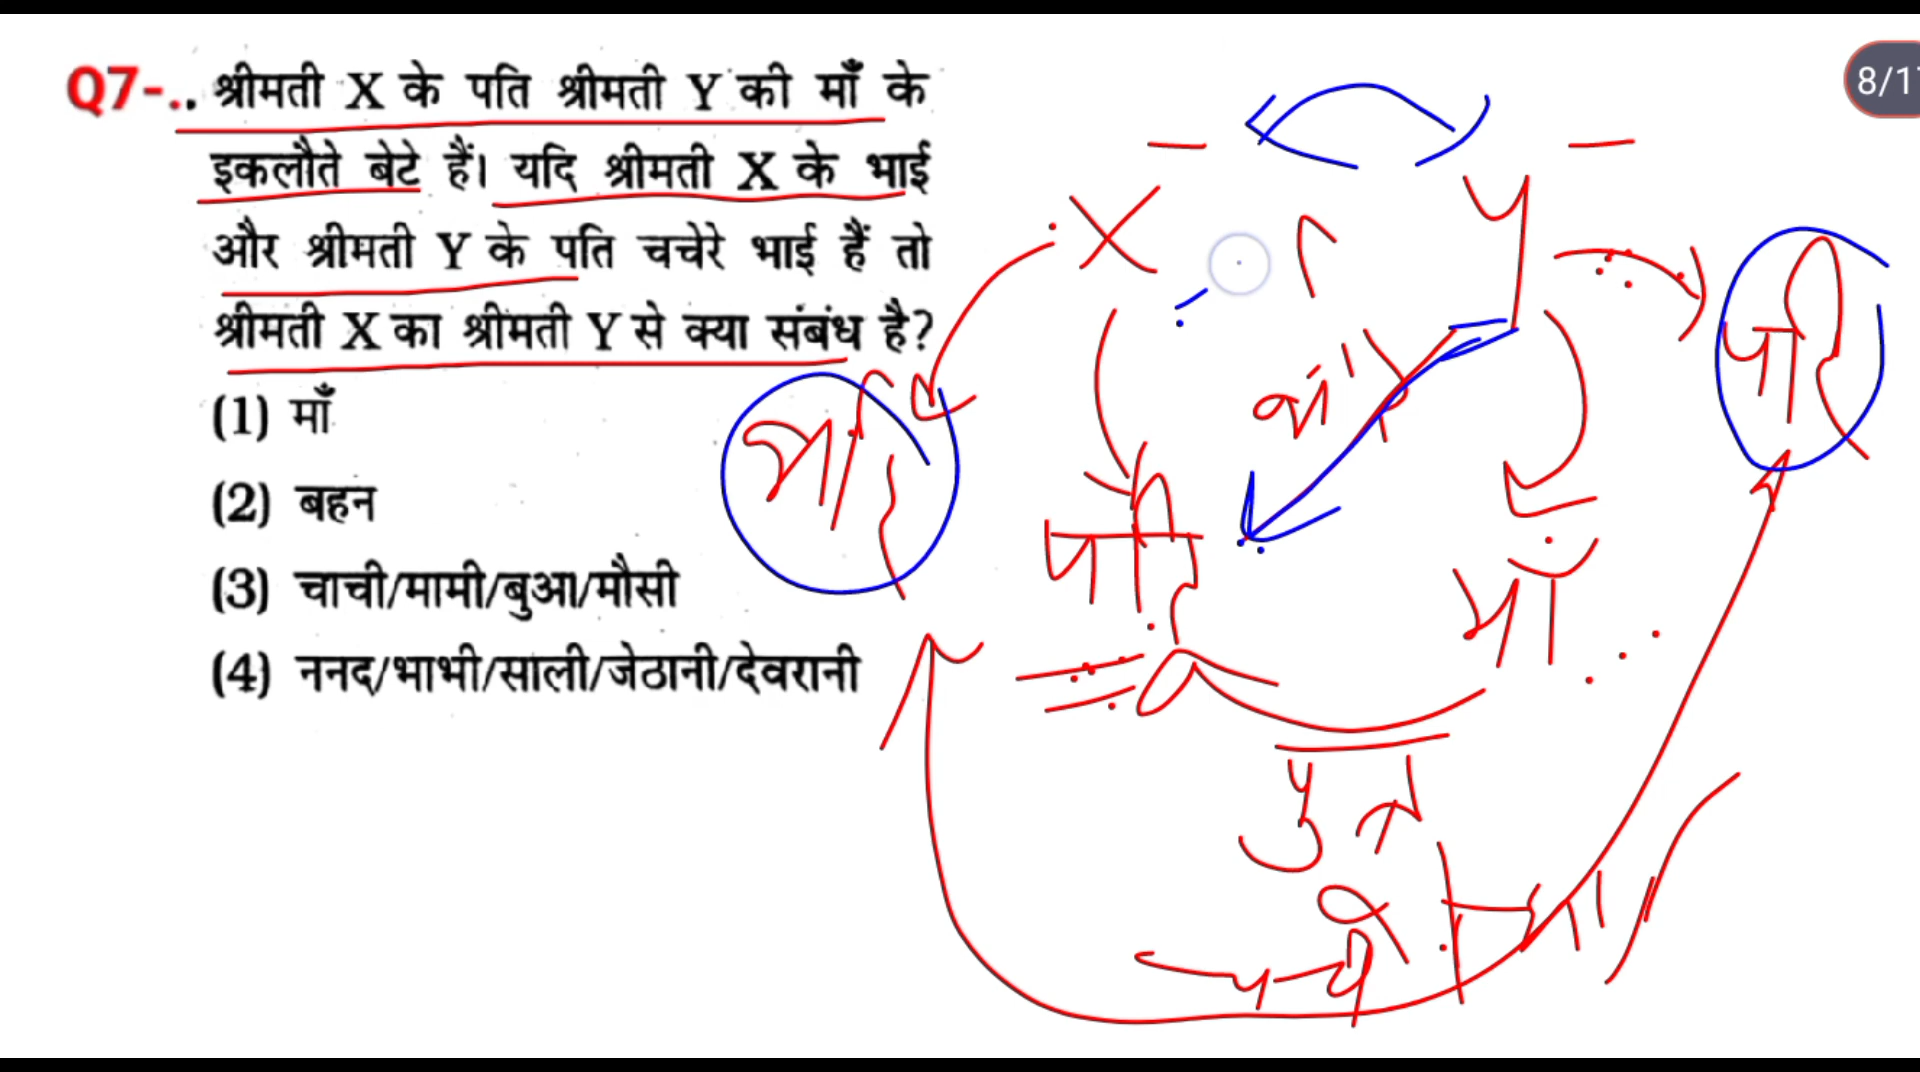 Q7-.. श्रीमती X के पति श्रीमती Y की माँ के
इकलौते बेटे हैं। यदि श्रीमती X के भाई
और श्रीमती Y के पति चचेरे भाई हैं तो
श्रीमती X का श्रीमती Y से क्या संबंध है?
(1) माँ
(2) बहन
(3) चाची/मामी/बुआ/मौसी
(4) ननद/भाभी/साली/जेठानी/देवरानी
8/1
X
Y
भाई
पति
पति
माँ
पुत्र